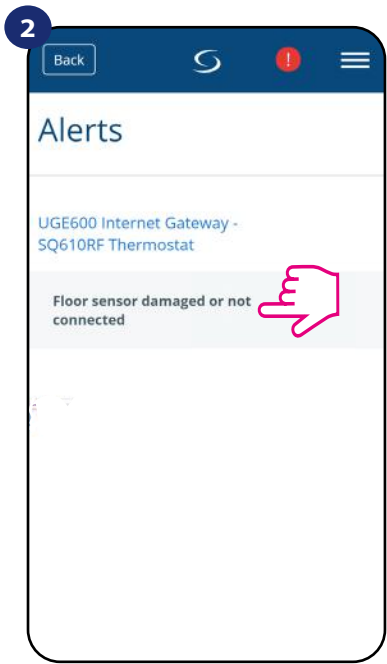 2
Back
Alerts
UGE600 Internet Gateway -
SQ610RF Thermostat
Floor sensor damaged or not
connected